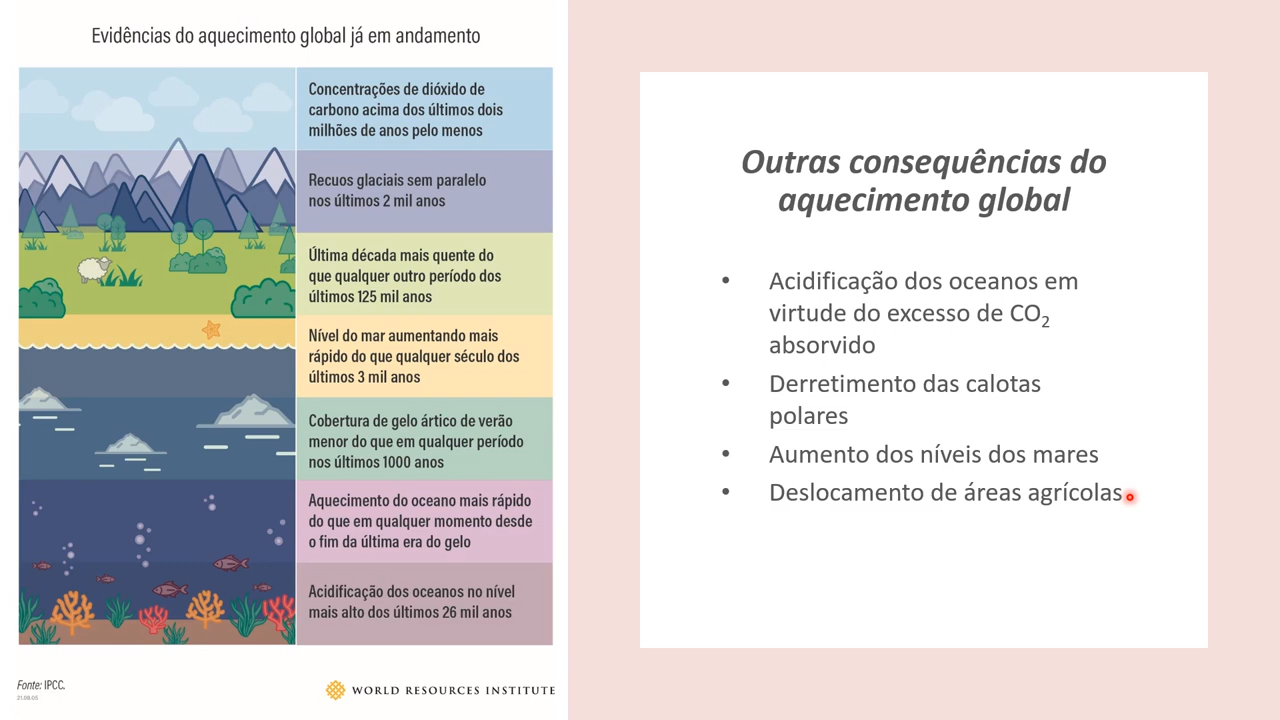 Evidências do aquecimento global já em andamento
Concentrações de dióxido de
carbono acima dos últimos dois
milhões de anos pelo menos
Recuos glaciais sem paralelo
nos últimos 2 mil anos
Última década mais quente do
que qualquer outro período dos
últimos 125 mil anos
Nível do mar aumentando mais
rápido do que qualquer século dos
últimos 3 mil anos
Cobertura de gelo ártico de verão
menor do que em qualquer período
nos últimos 1000 anos
Aquecimento do oceano mais rápido
do que em qualquer momento desde
o fim da última era do gelo
Acidificação dos oceanos no nível
mais alto dos últimos 26 mil anos
Fonte: IPCC.
21.08.05
WORLD RESOURCES INSTITUTE
Outras consequências do
aquecimento global
• Acidificação dos oceanos em
virtude do excesso de CO₂
absorvido
• Derretimento das calotas
polares
• Aumento dos níveis dos mares
• Deslocamento de áreas agrícolas